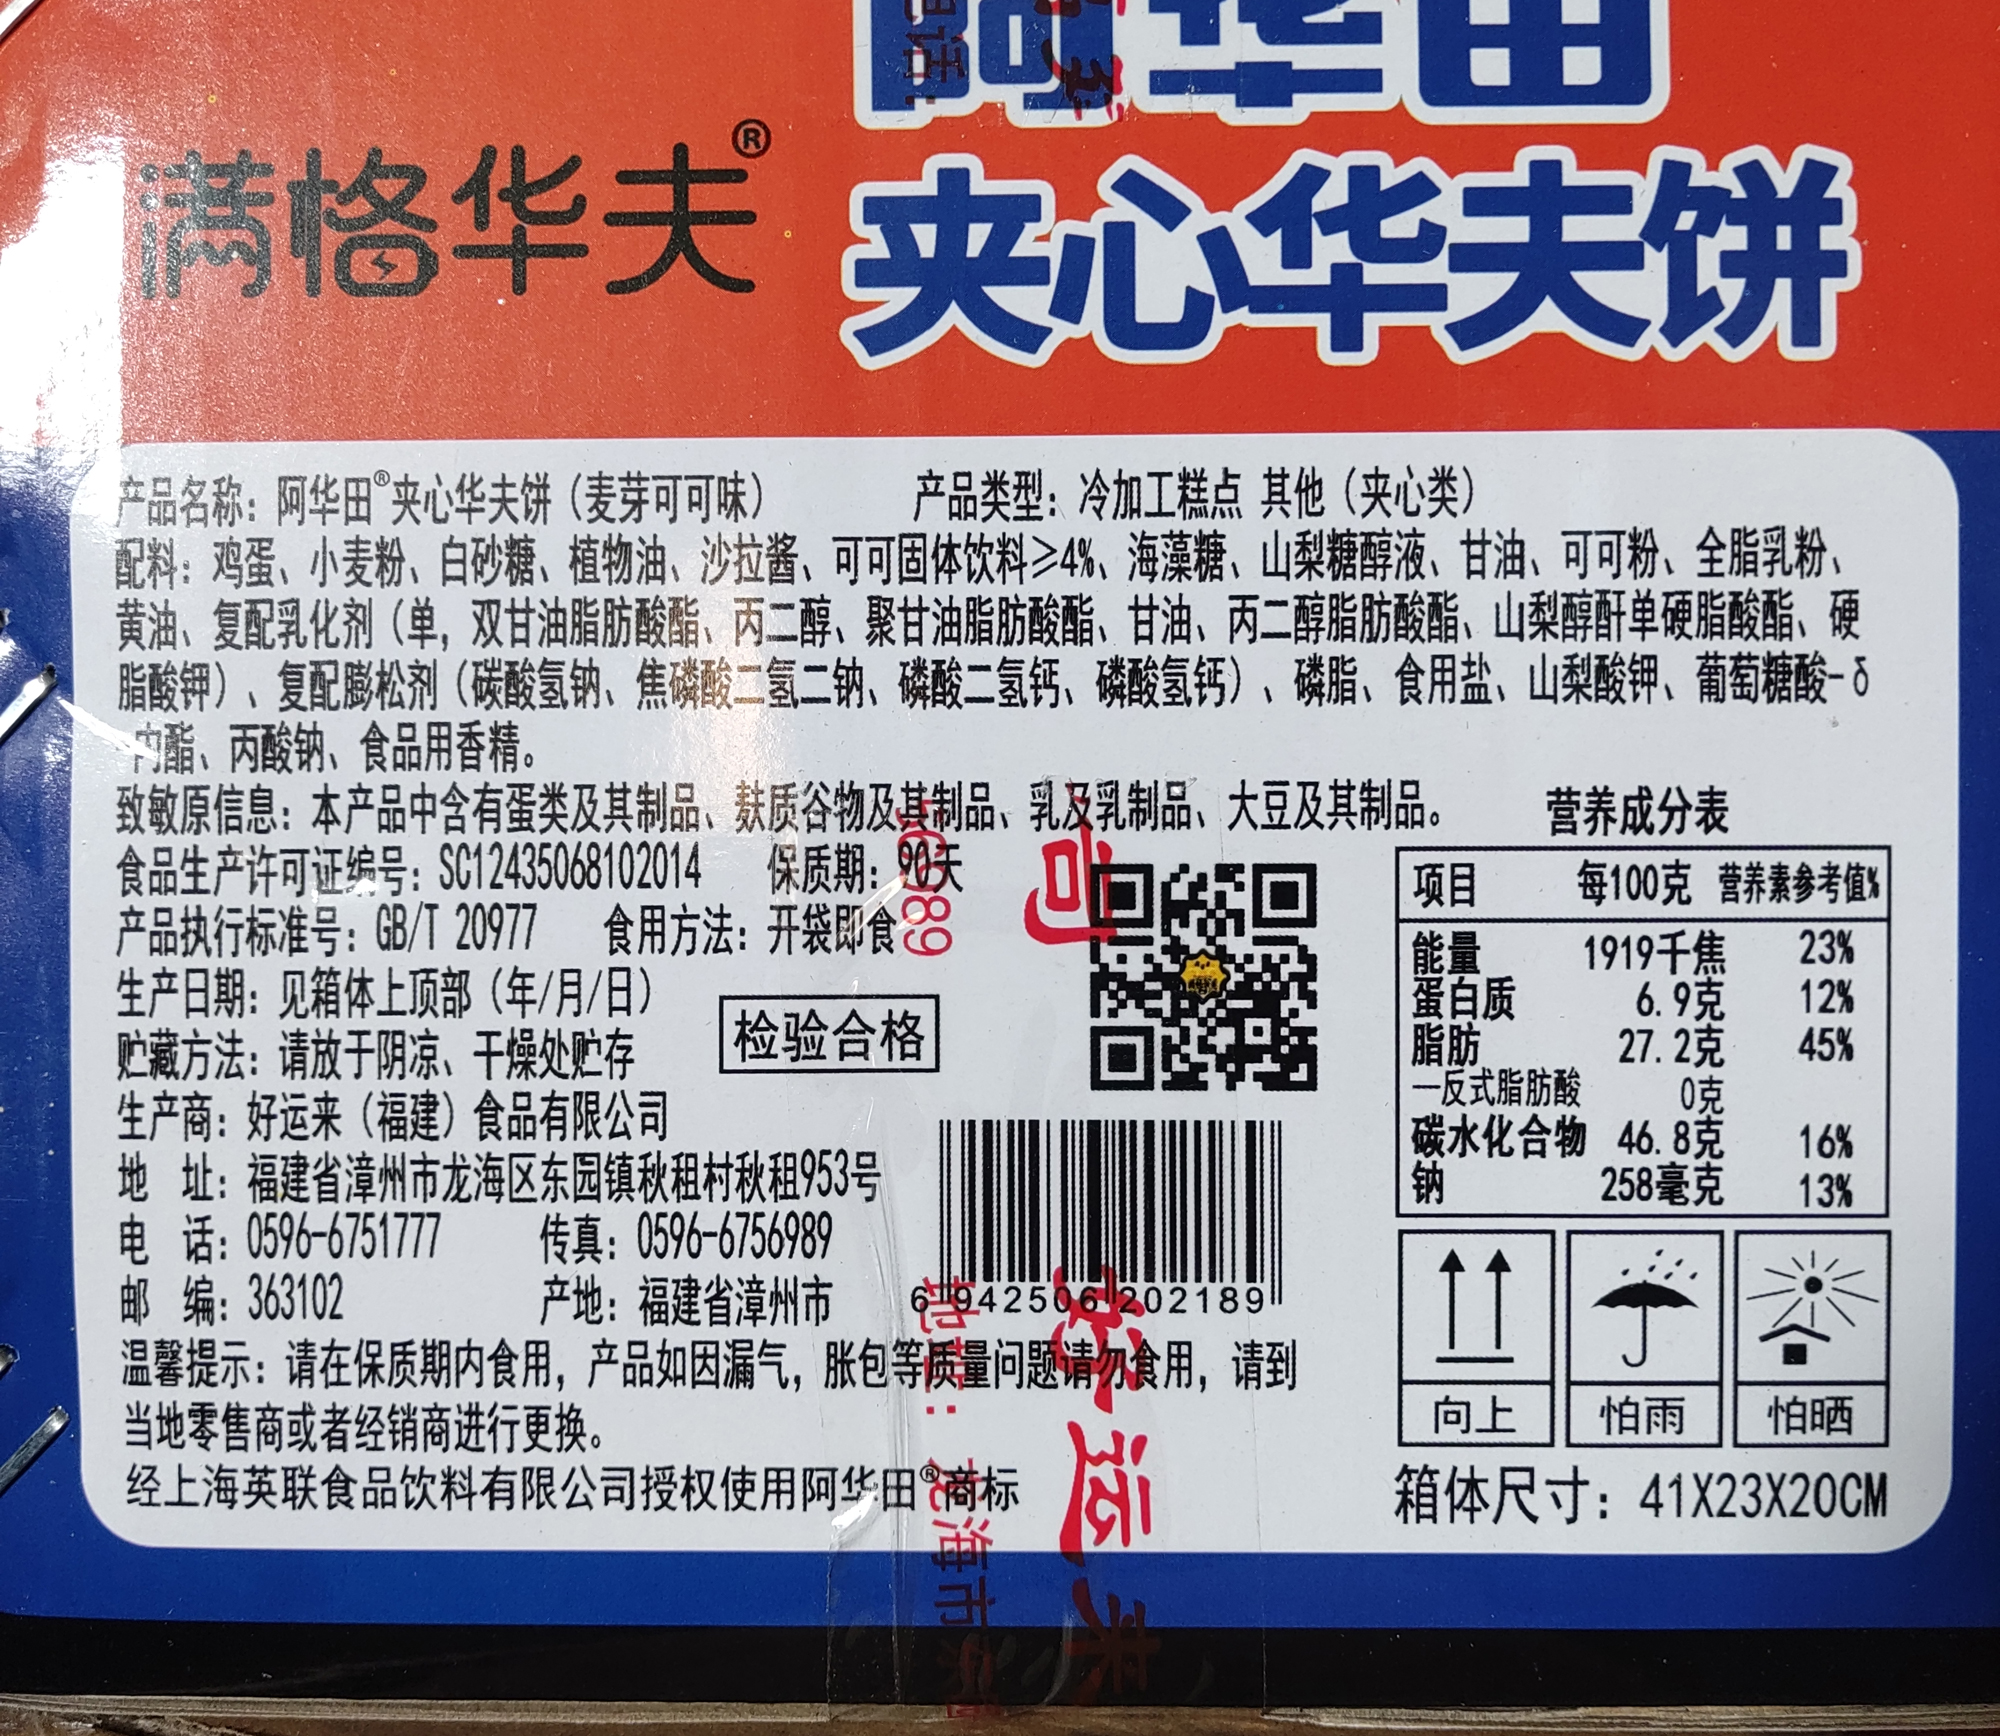 阿华田
满格华夫®
夹心华夫饼
产品名称：阿华田®夹心华夫饼（麦芽可可味） 产品类型：冷加工糕点 其他（夹心类）
配料：鸡蛋、小麦粉、白砂糖、植物油、沙拉酱、可可固体饮料≥4%、海藻糖、山梨糖醇液、甘油、可可粉、全脂乳粉、
黄油、复配乳化剂（单，双甘油脂肪酸酯、丙二醇、聚甘油脂肪酸酯、甘油、丙二醇脂肪酸酯、山梨醇酐单硬脂酸酯、硬
脂酸钾）、复配膨松剂（碳酸氢钠、焦磷酸二氢二钠、磷酸二氢钙、磷酸氢钙）、磷脂、食用盐、山梨酸钾、葡萄糖酸-δ
内酯、丙酸钠、食品用香精。
致敏原信息：本产品中含有蛋类及其制品、麸质谷物及其制品、乳及乳制品、大豆及其制品。
食品生产许可证编号：SC12435068102014 保质期：90天
产品执行标准号：GB/T 20977 食用方法：开袋即食
生产日期：见箱体上顶部（年/月/日）
贮藏方法：请放于阴凉、干燥处贮存
检验合格
生产商：好运来（福建）食品有限公司
地 址：福建省漳州市龙海区东园镇秋租村秋租953号
电 话：0596-6751777 传真：0596-6756989
邮 编：363102 产地：福建省漳州市
温馨提示：请在保质期内食用，产品如因漏气，胀包等质量问题请勿食用，请到
当地零售商或者经销商进行更换。
经上海英联食品饮料有限公司授权使用阿华田®商标
6 942506 202189
营养成分表
项目 每100克 营养素参考值%
能量 1919千焦 23%
蛋白质 6.9克 12%
脂肪 27.2克 45%
—反式脂肪酸 0克
碳水化合物 46.8克 16%
钠 258毫克 13%
向上 怕雨 怕晒
箱体尺寸：41X23X20CM
电话：
司
6989
好运来
地址：龙海市东园